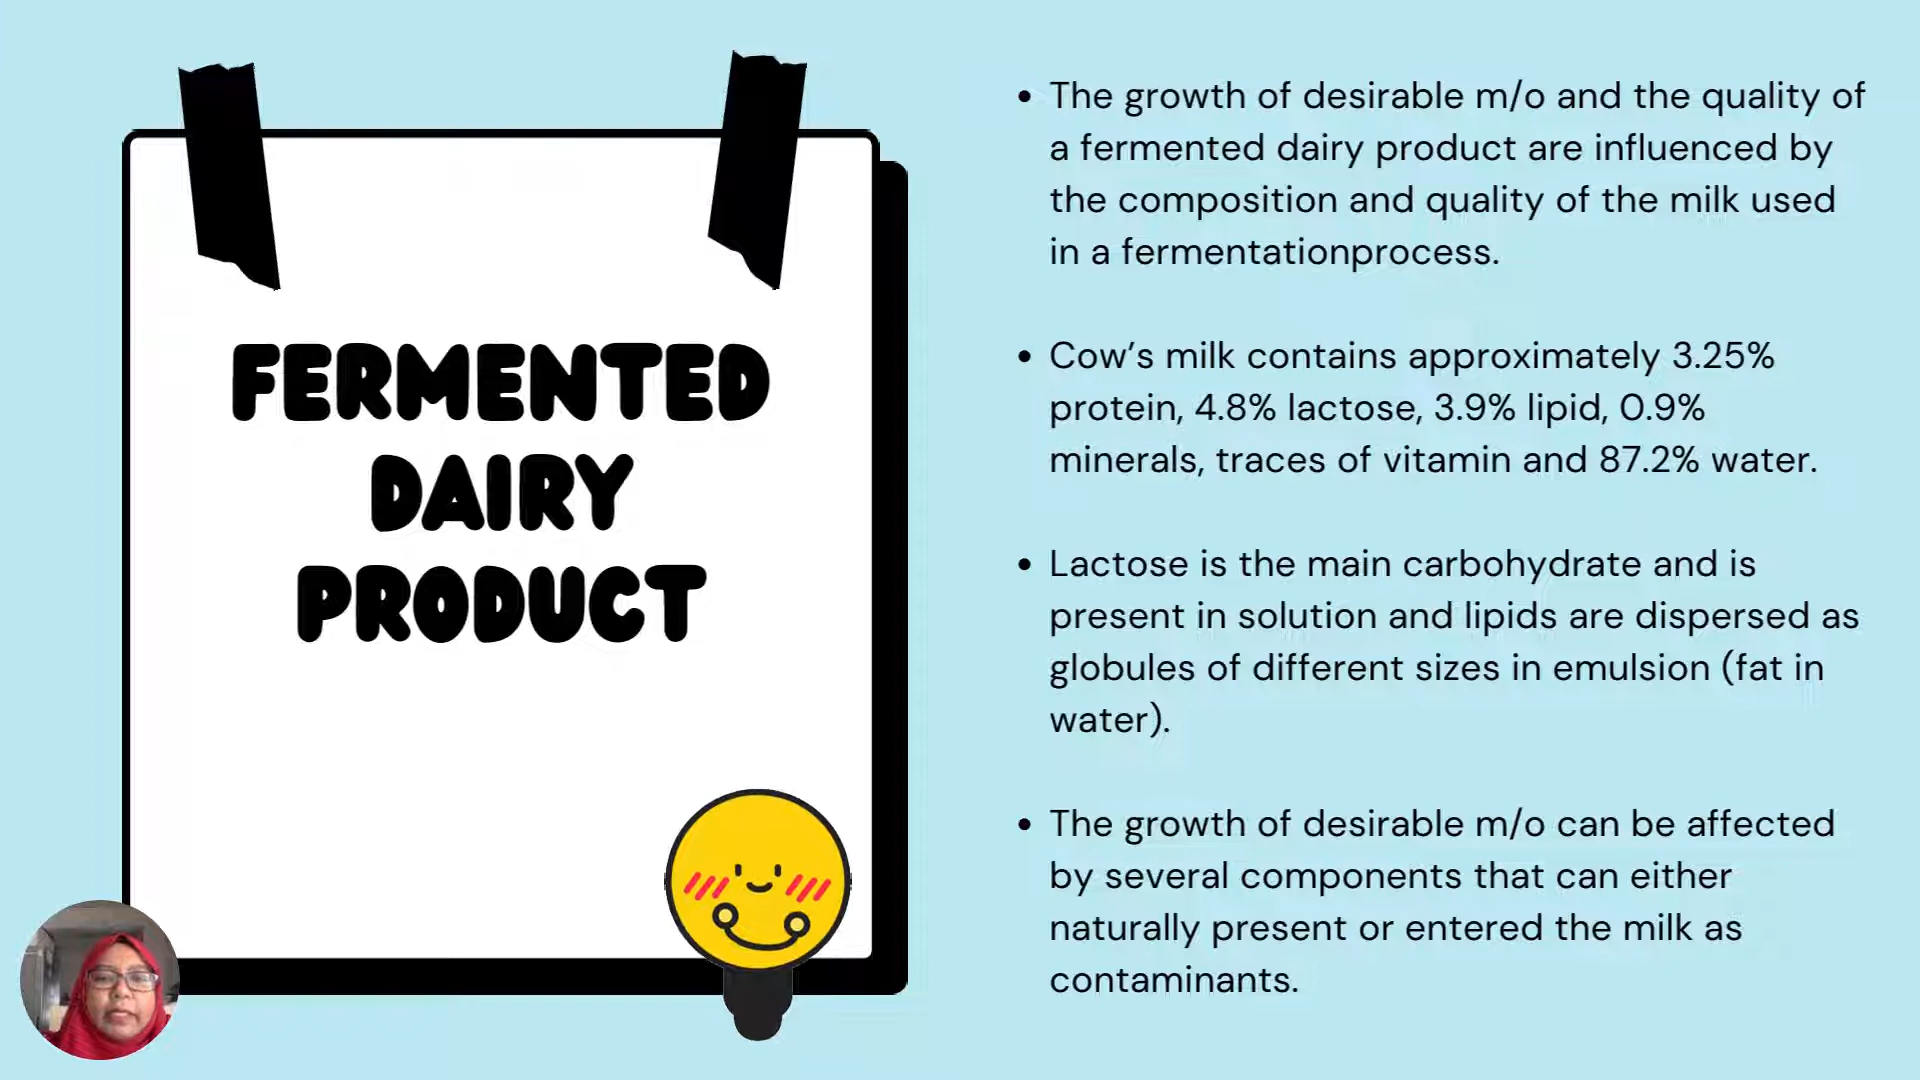 FERMENTED
DAIRY
PRODUCT
• The growth of desirable m/o and the quality of
a fermented dairy product are influenced by
the composition and quality of the milk used
in a fermentationprocess.
• Cow’s milk contains approximately 3.25%
protein, 4.8% lactose, 3.9% lipid, 0.9%
minerals, traces of vitamin and 87.2% water.
• Lactose is the main carbohydrate and is
present in solution and lipids are dispersed as
globules of different sizes in emulsion (fat in
water).
• The growth of desirable m/o can be affected
by several components that can either
naturally present or entered the milk as
contaminants.